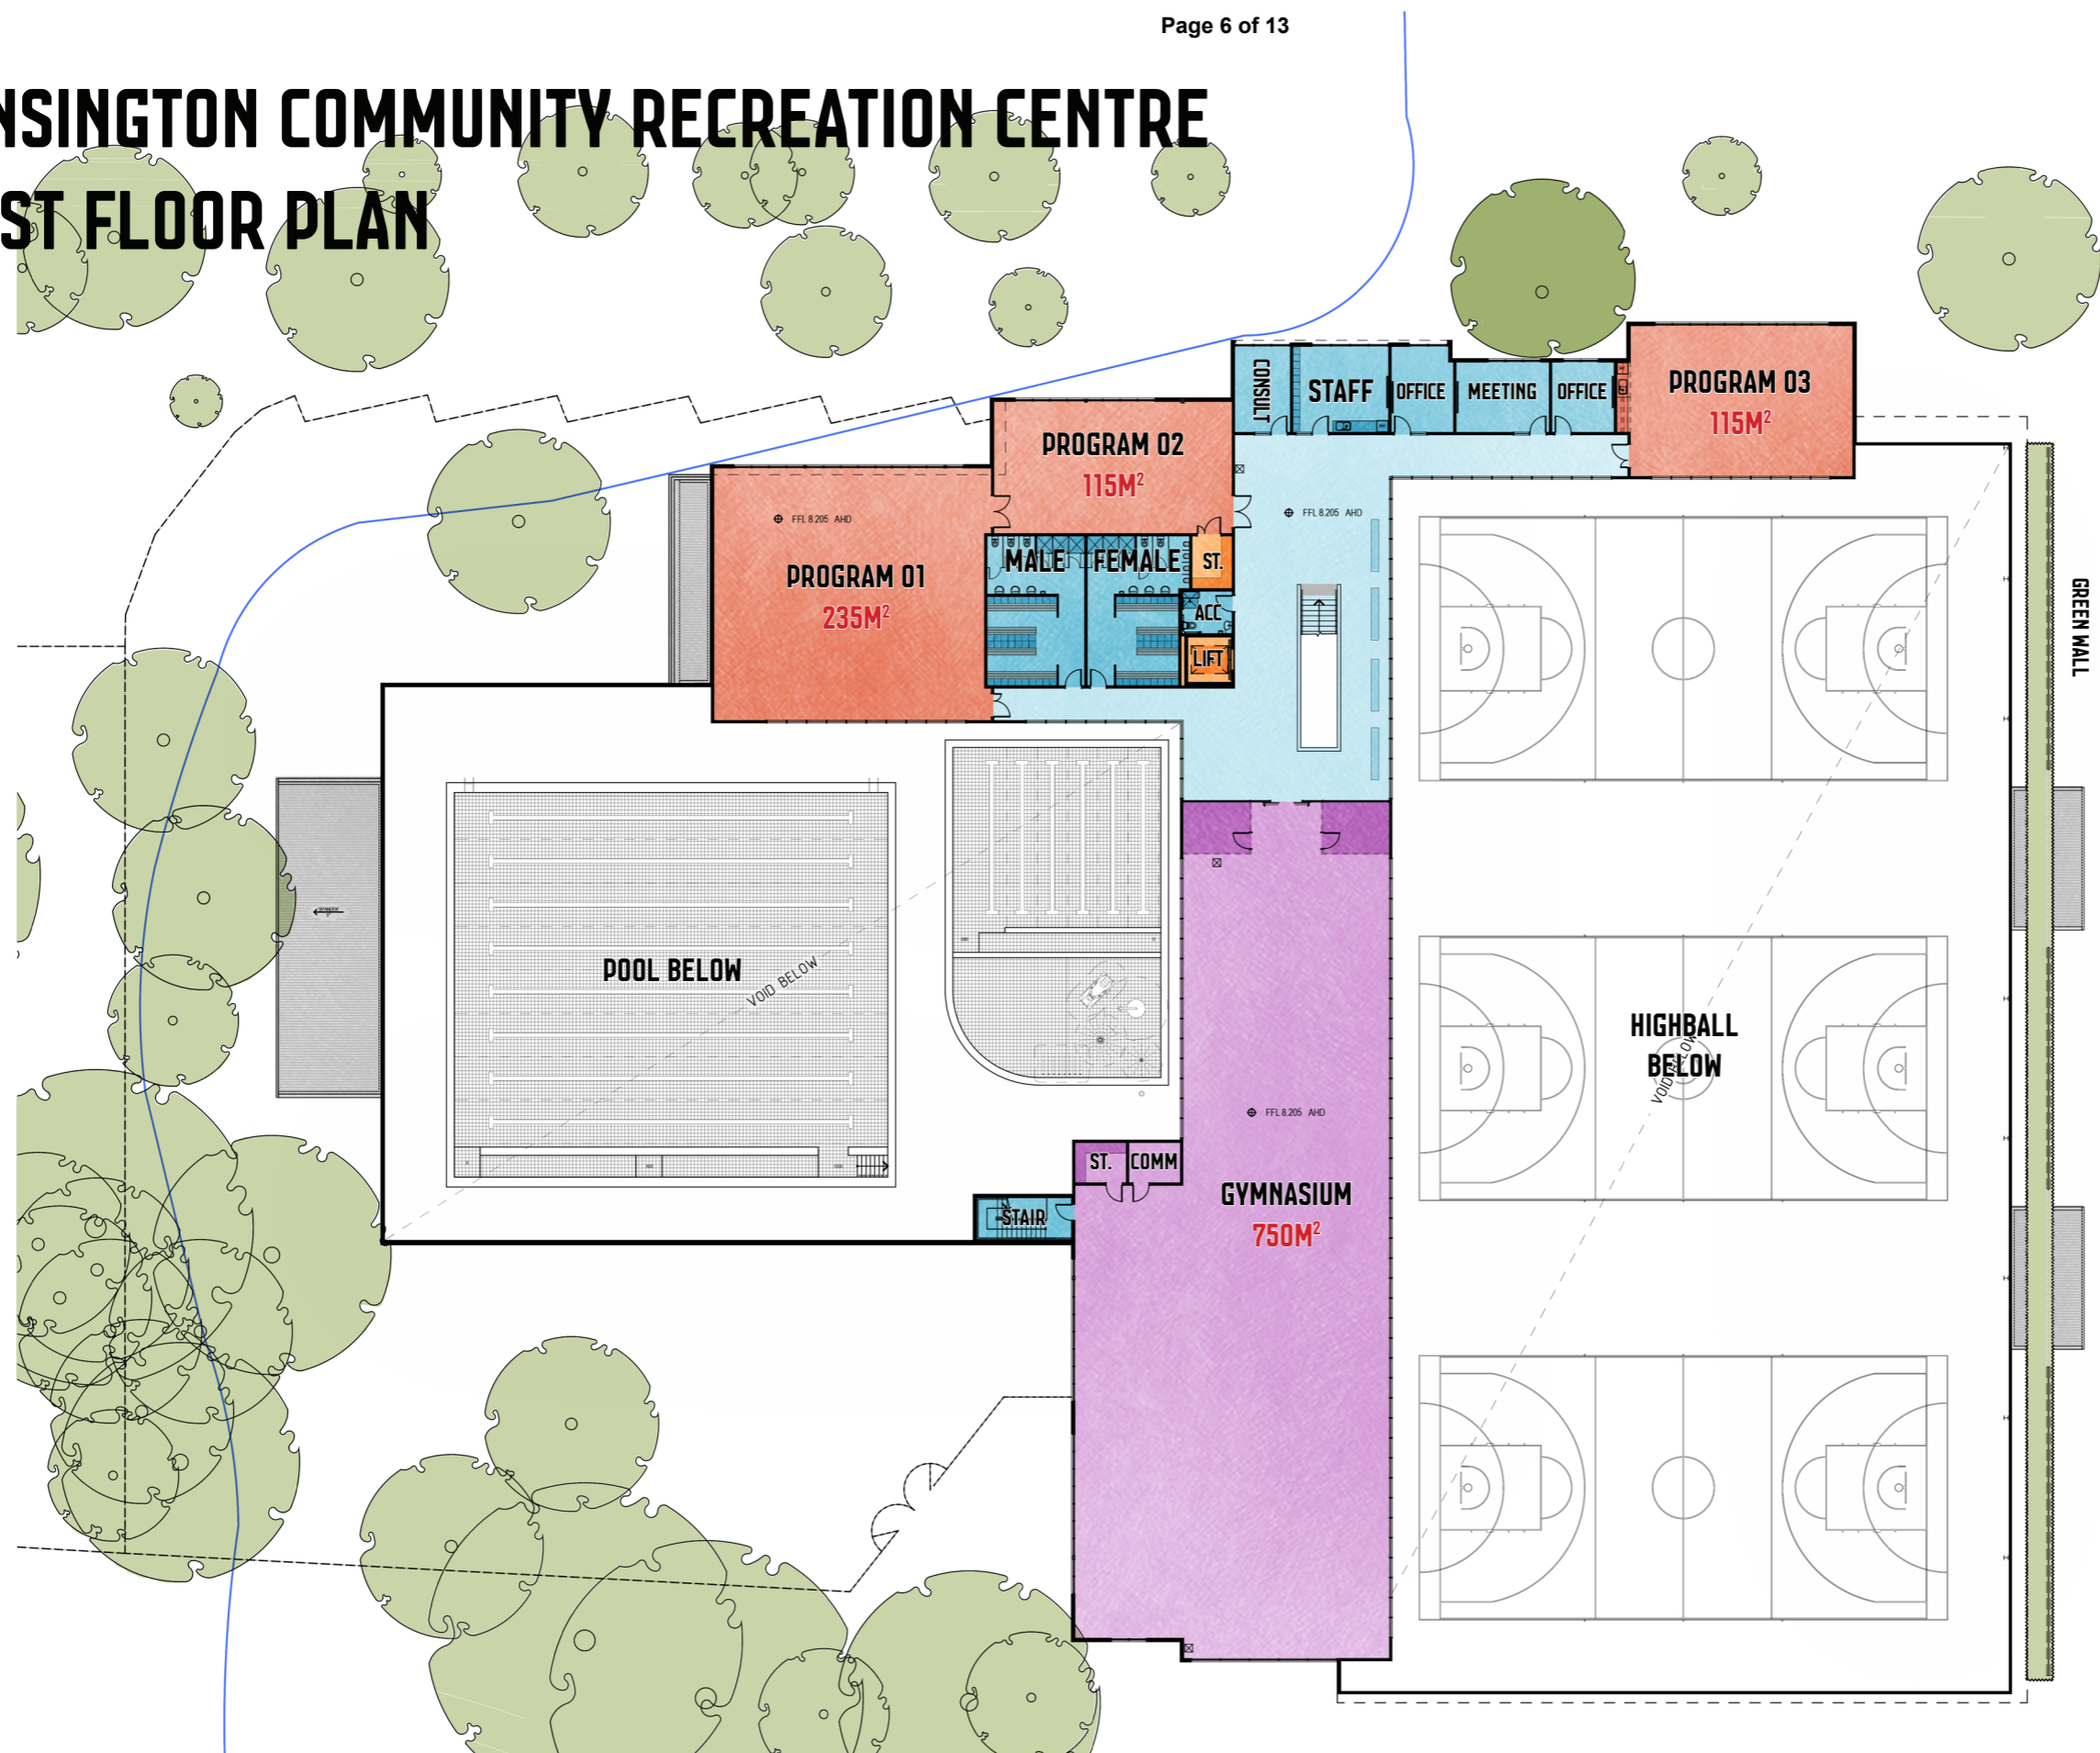 Page 6 of 13
NSINGTON COMMUNITY RECREATION CENTRE
ST FLOOR PLAN
CONSULT
STAFF
OFFICE
MEETING
OFFICE
PROGRAM 03
115M²
PROGRAM 02
115M²
FFL 8.205 AHD
FFL 8.205 AHD
PROGRAM 01
235M²
MALE
FEMALE
ST.
ACC
LIFT
GREEN WALL
POOL BELOW
VOID BELOW
HIGHBALL
BELOW
VOID BELOW
FFL 8.205 AHD
ST.
COMM
GYMNASIUM
750M²
STAIR